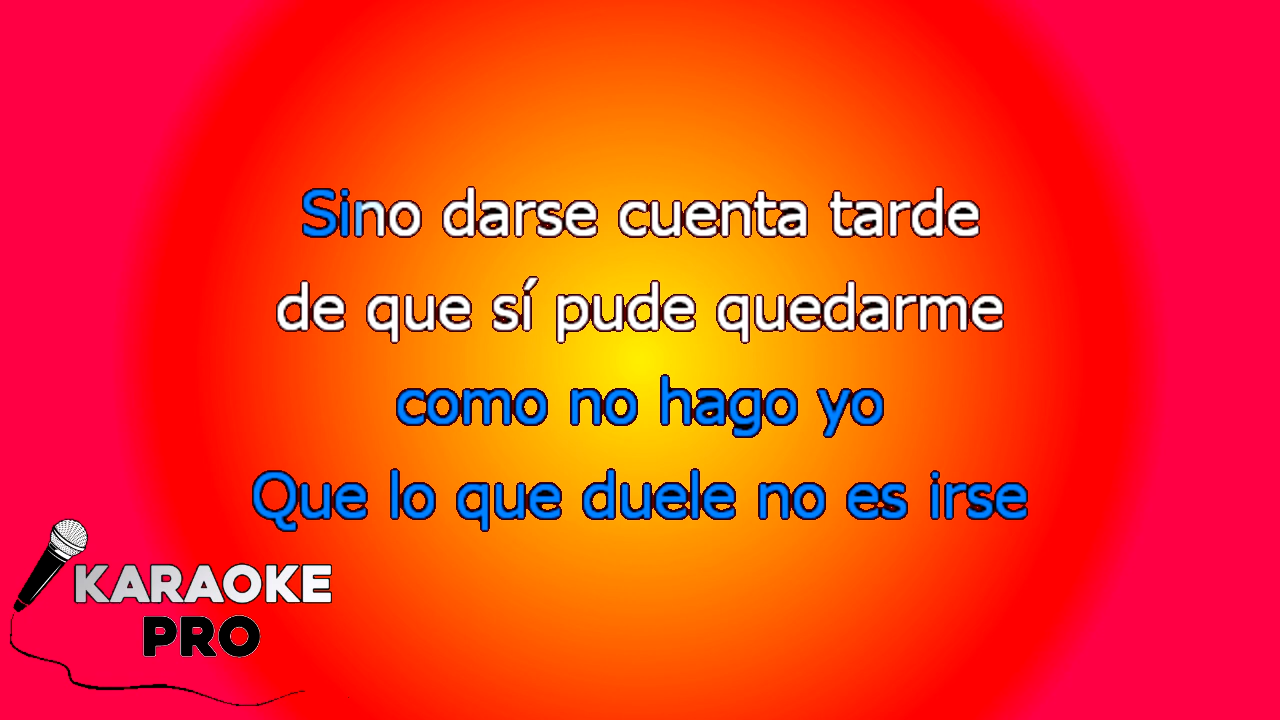 Sino darse cuenta tarde
de que sí pude quedarme
como no hago yo
Que lo que duele no es irse
KARAOKE
PRO